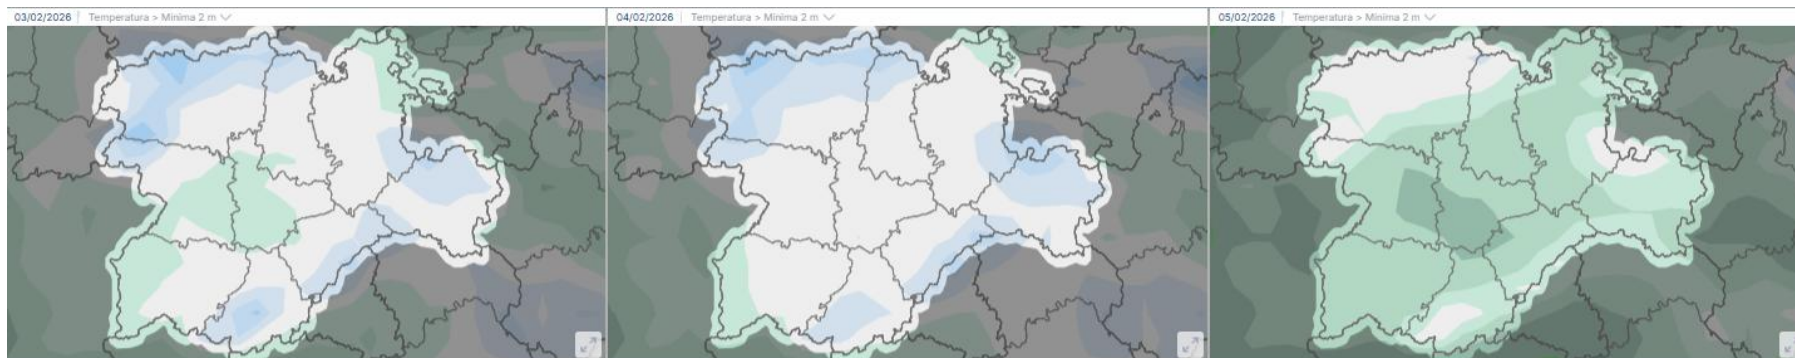 03/02/2026 Temperatura > Mínima 2 m
04/02/2026 Temperatura > Mínima 2 m
05/02/2026 Temperatura > Mínima 2 m